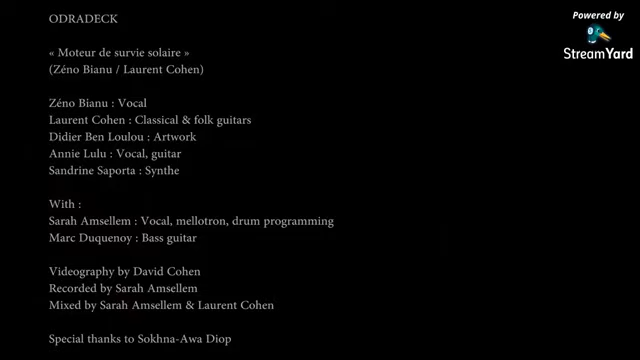 ODRADECK
« Moteur de survie solaire »
(Zéno Bianu / Laurent Cohen)
Zéno Bianu : Vocal
Laurent Cohen : Classical & folk guitars
Didier Ben Loulou : Artwork
Annie Lulu : Vocal, guitar
Sandrine Saporta : Synthe
With :
Sarah Amsellem : Vocal, mellotron, drum programming
Marc Duquenoy : Bass guitar
Videography by David Cohen
Recorded by Sarah Amsellem
Mixed by Sarah Amsellem & Laurent Cohen
Special thanks to Sokhna-Awa Diop
Powered by
StreamYard